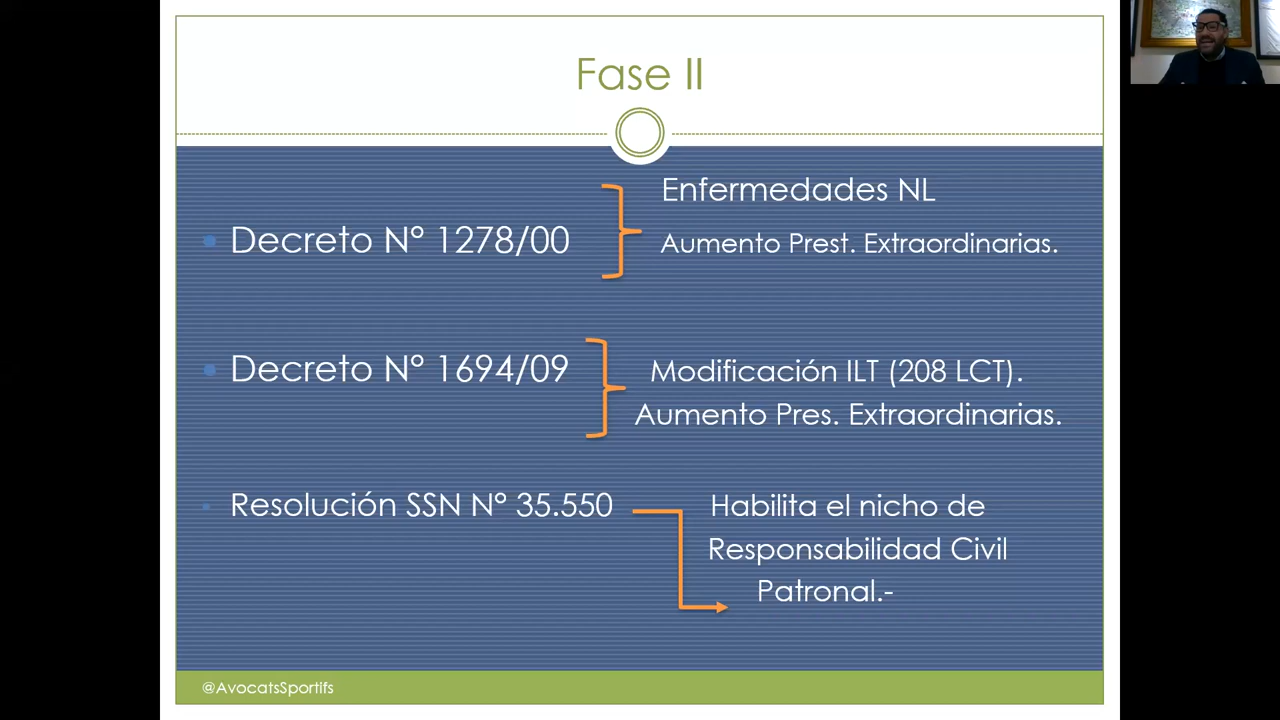 Fase II
Enfermedades NL
Decreto N° 1278/00
Aumento Prest. Extraordinarias.
Decreto N° 1694/09
Modificación ILT (208 LCT).
Aumento Pres. Extraordinarias.
Resolución SSN N° 35.550
Habilita el nicho de
Responsabilidad Civil
Patronal.-
@AvocatsSportifs